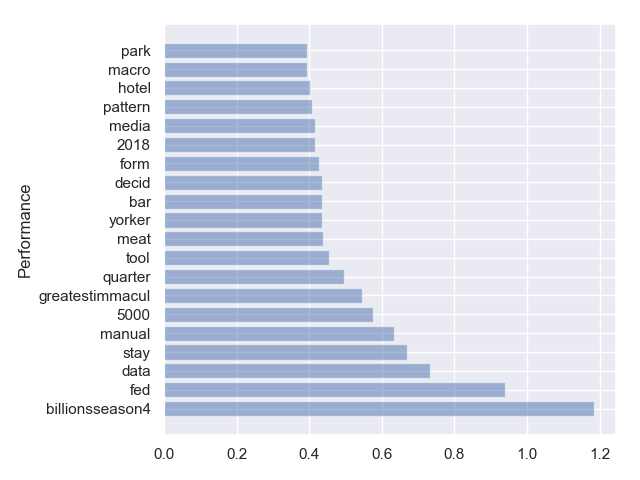 park
macro
hotel
pattern
media
2018
form
decid
bar
yorker
meat
tool
quarter
greatestimmacul
5000
manual
stay
data
fed
billionsseason4
Performance
0.0 0.2 0.4 0.6 0.8 1.0 1.2